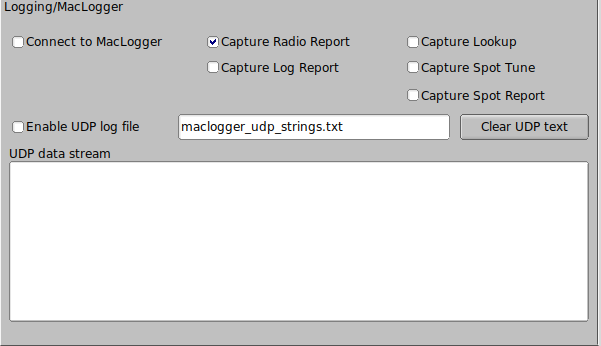 Logging/MacLogger
Connect to MacLogger Capture Radio Report Capture Lookup
Capture Log Report Capture Spot Tune
Capture Spot Report
Enable UDP log file maclogger_udp_strings.txt Clear UDP text
UDP data stream